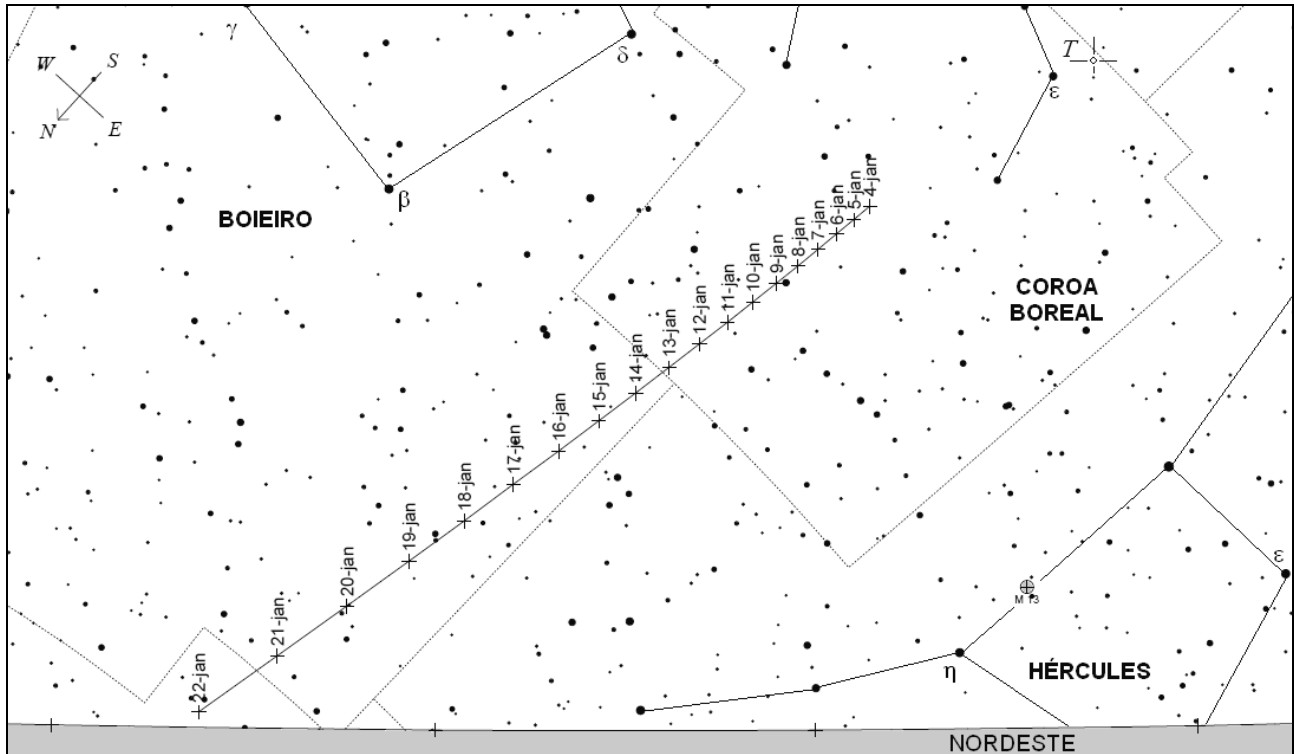 γ
δ
T
ε
W
S
N
E
β
BOIEIRO
4-jan
5-jan
6-jan
7-jan
8-jan
9-jan
10-jan
11-jan
12-jan
13-jan
14-jan
15-jan
16-jan
17-jan
18-jan
19-jan
20-jan
21-jan
22-jan
COROA
BOREAL
ε
M 13
η
HÉRCULES
NORDESTE